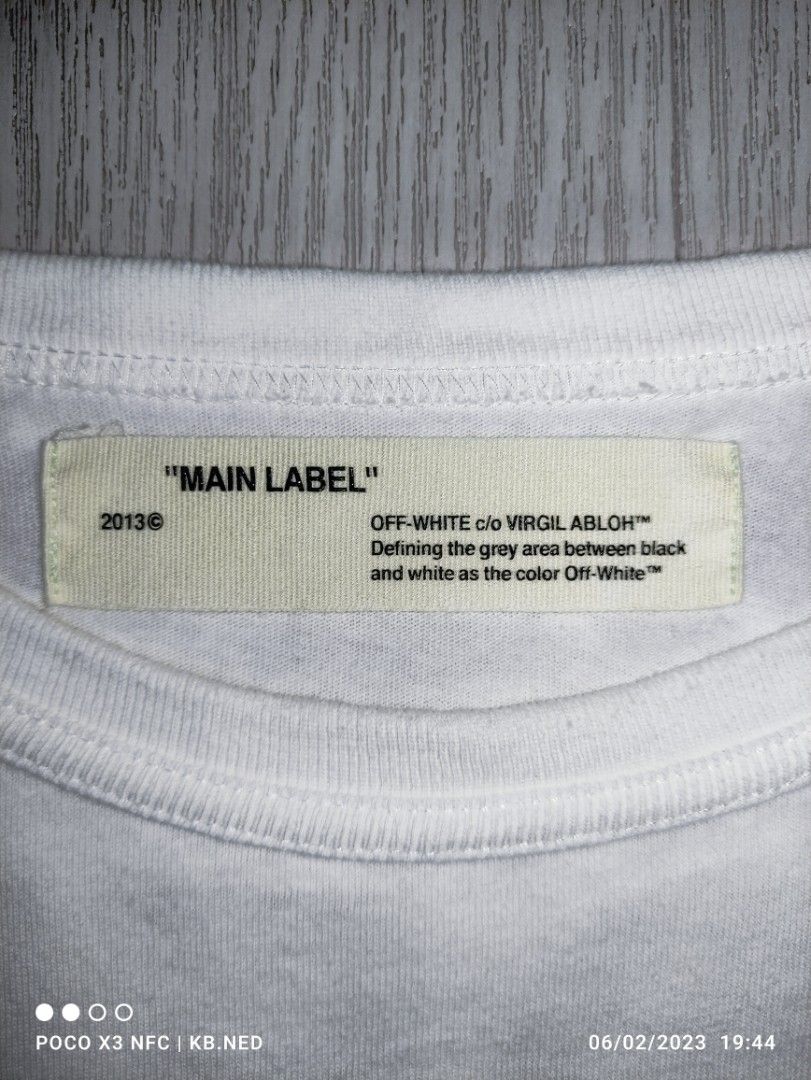 "MAIN LABEL"
2013©
OFF-WHITE c/o VIRGIL ABLOH™
Defining the grey area between black
and white as the color Off-White™
POCO X3 NFC | KB.NED
06/02/2023 19:44